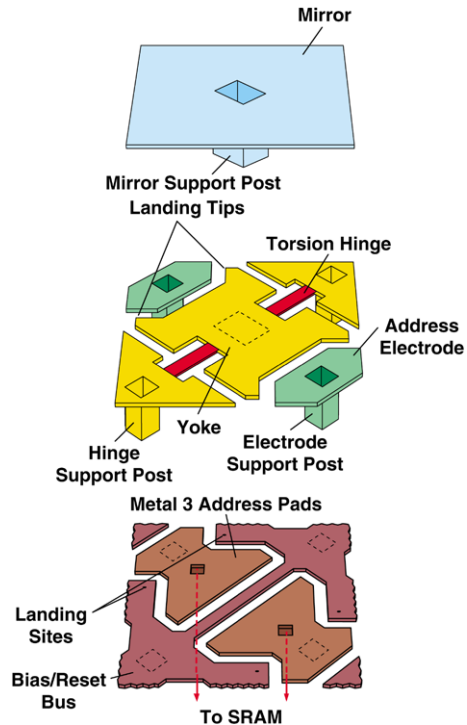 Mirror
Mirror Support Post
Landing Tips
Torsion Hinge
Address
Electrode
Yoke
Hinge
Support Post
Electrode
Support Post
Metal 3 Address Pads
Landing
Sites
Bias/Reset
Bus
To SRAM